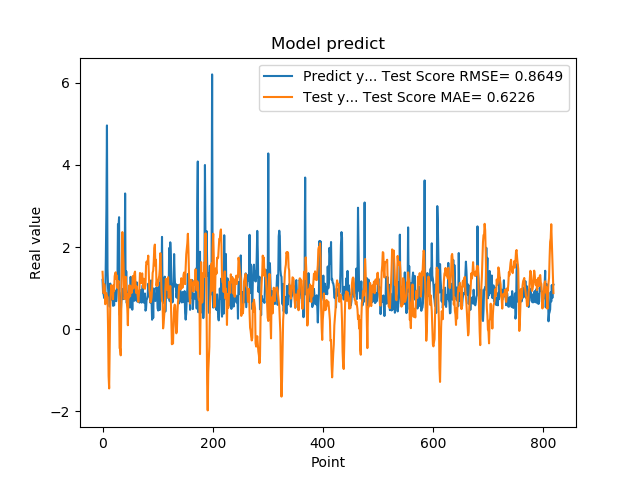 Model predict
Predict y... Test Score RMSE= 0.8649
Test y... Test Score MAE= 0.6226
Real value
6
4
2
0
−2
0 200 400 600 800
Point